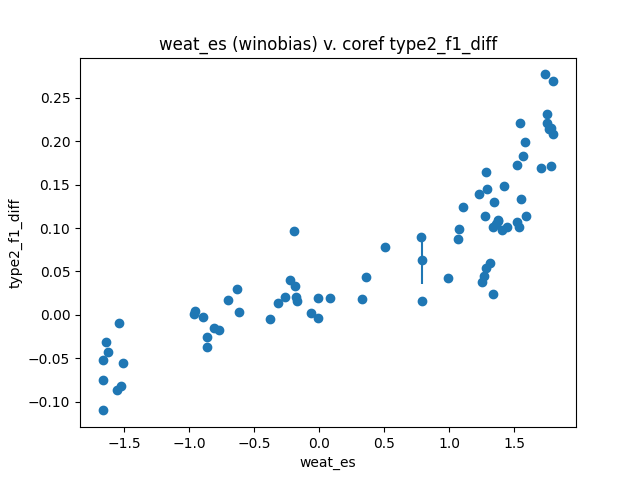 weat_es (winobias) v. coref type2_f1_diff
type2_f1_diff
0.25
0.20
0.15
0.10
0.05
0.00
−0.05
−0.10
−1.5 −1.0 −0.5 0.0 0.5 1.0 1.5
weat_es